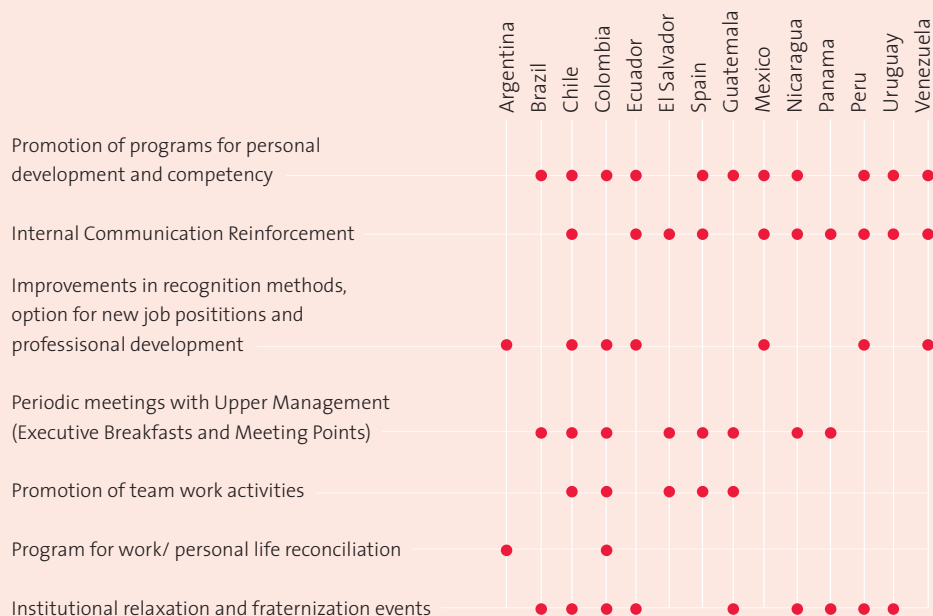 Argentina
Brazil
Chile
Colombia
Ecuador
El Salvador
Spain
Guatemala
Mexico
Nicaragua
Panama
Peru
Uruguay
Venezuela
Promotion of programs for personal
development and competency
Internal Communication Reinforcement
Improvements in recognition methods,
option for new job posititions and
professisonal development
Periodic meetings with Upper Management
(Executive Breakfasts and Meeting Points)
Promotion of team work activities
Program for work/ personal life reconciliation
Institutional relaxation and fraternization events